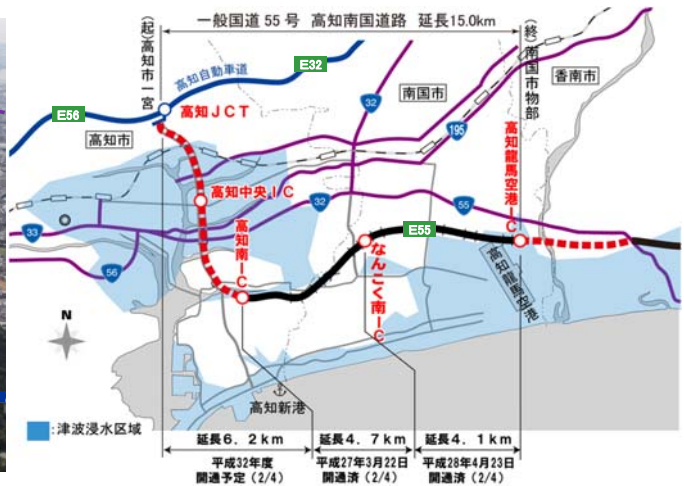 一般国道 55 号 高知南国道路 延長15.0km
(起)高知市一宮
(終)南国市物部
高知自動車道
E32
E56
高知JCT
高知市
南国市
香南市
32
195
高知龍馬空港IC
高知中央IC
32
55
33
56
高知南IC
E55
なんこく南IC
高知龍馬空港
N
高知新港
:津波浸水区域
延長6.2km
延長4.7km
延長4.1km
平成32年度
開通予定(2/4)
平成27年3月22日
開通済(2/4)
平成28年4月23日
開通済(2/4)